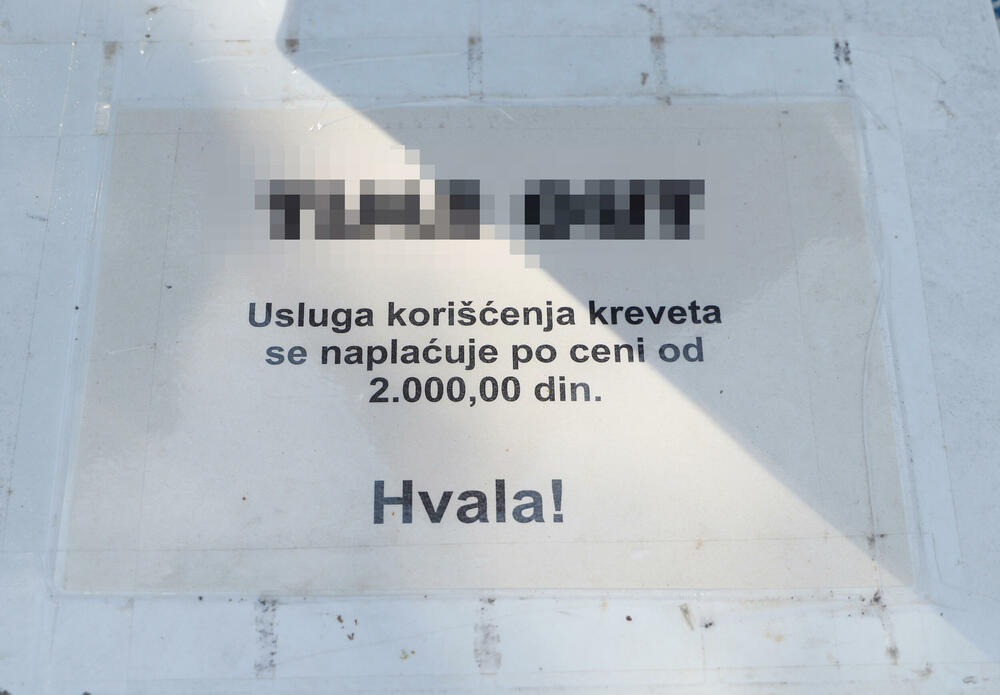 Usluga korišćenja kreveta
se naplaćuje po ceni od
2.000,00 din.
Hvala!